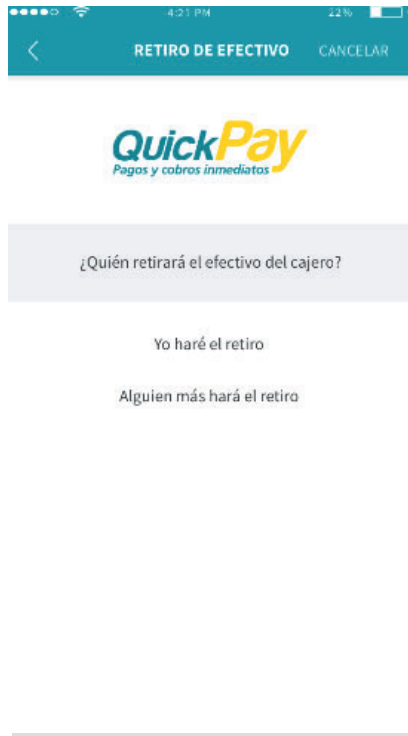 4:21 PM 22%
RETIRO DE EFECTIVO CANCELAR
QuickPay
Pagos y cobros inmediatos
¿Quién retirará el efectivo del cajero?
Yo haré el retiro
Alguien más hará el retiro